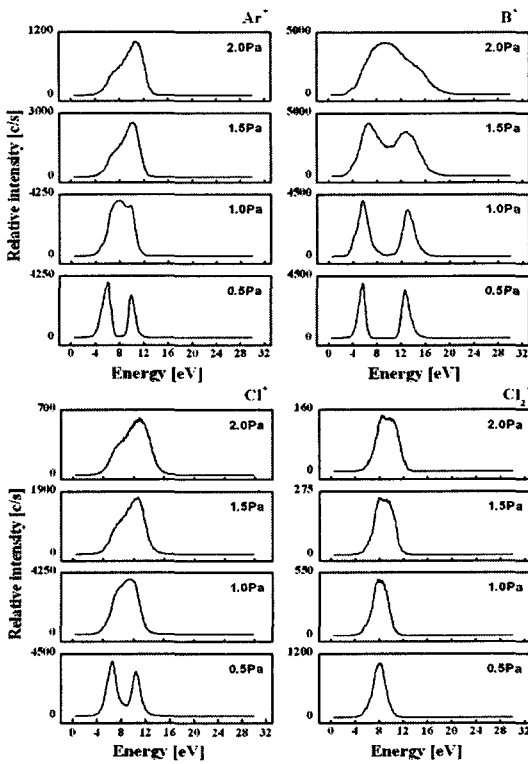 Ar+ B+
1200 2.0Pa 5000 2.0Pa
0 0
3000 1.5Pa 5000 1.5Pa
0 0
4250 1.0Pa 4500 1.0Pa
0 0
4250 0.5Pa 4500 0.5Pa
0 0
Relative intensity [c/s]
0 4 8 12 16 20 24 28 32 0 4 8 12 16 20 24 28 32
Energy [eV] Energy [eV]
Cl+ Cl2
700 2.0Pa 160 2.0Pa
0 0
1900 1.5Pa 275 1.5Pa
0 0
4250 1.0Pa 550 1.0Pa
0 0
4500 0.5Pa 1200 0.5Pa
0 0
Relative intensity [c/s]
0 4 8 12 16 20 24 28 32 0 4 8 12 16 20 24 28 32
Energy [eV] Energy [eV]